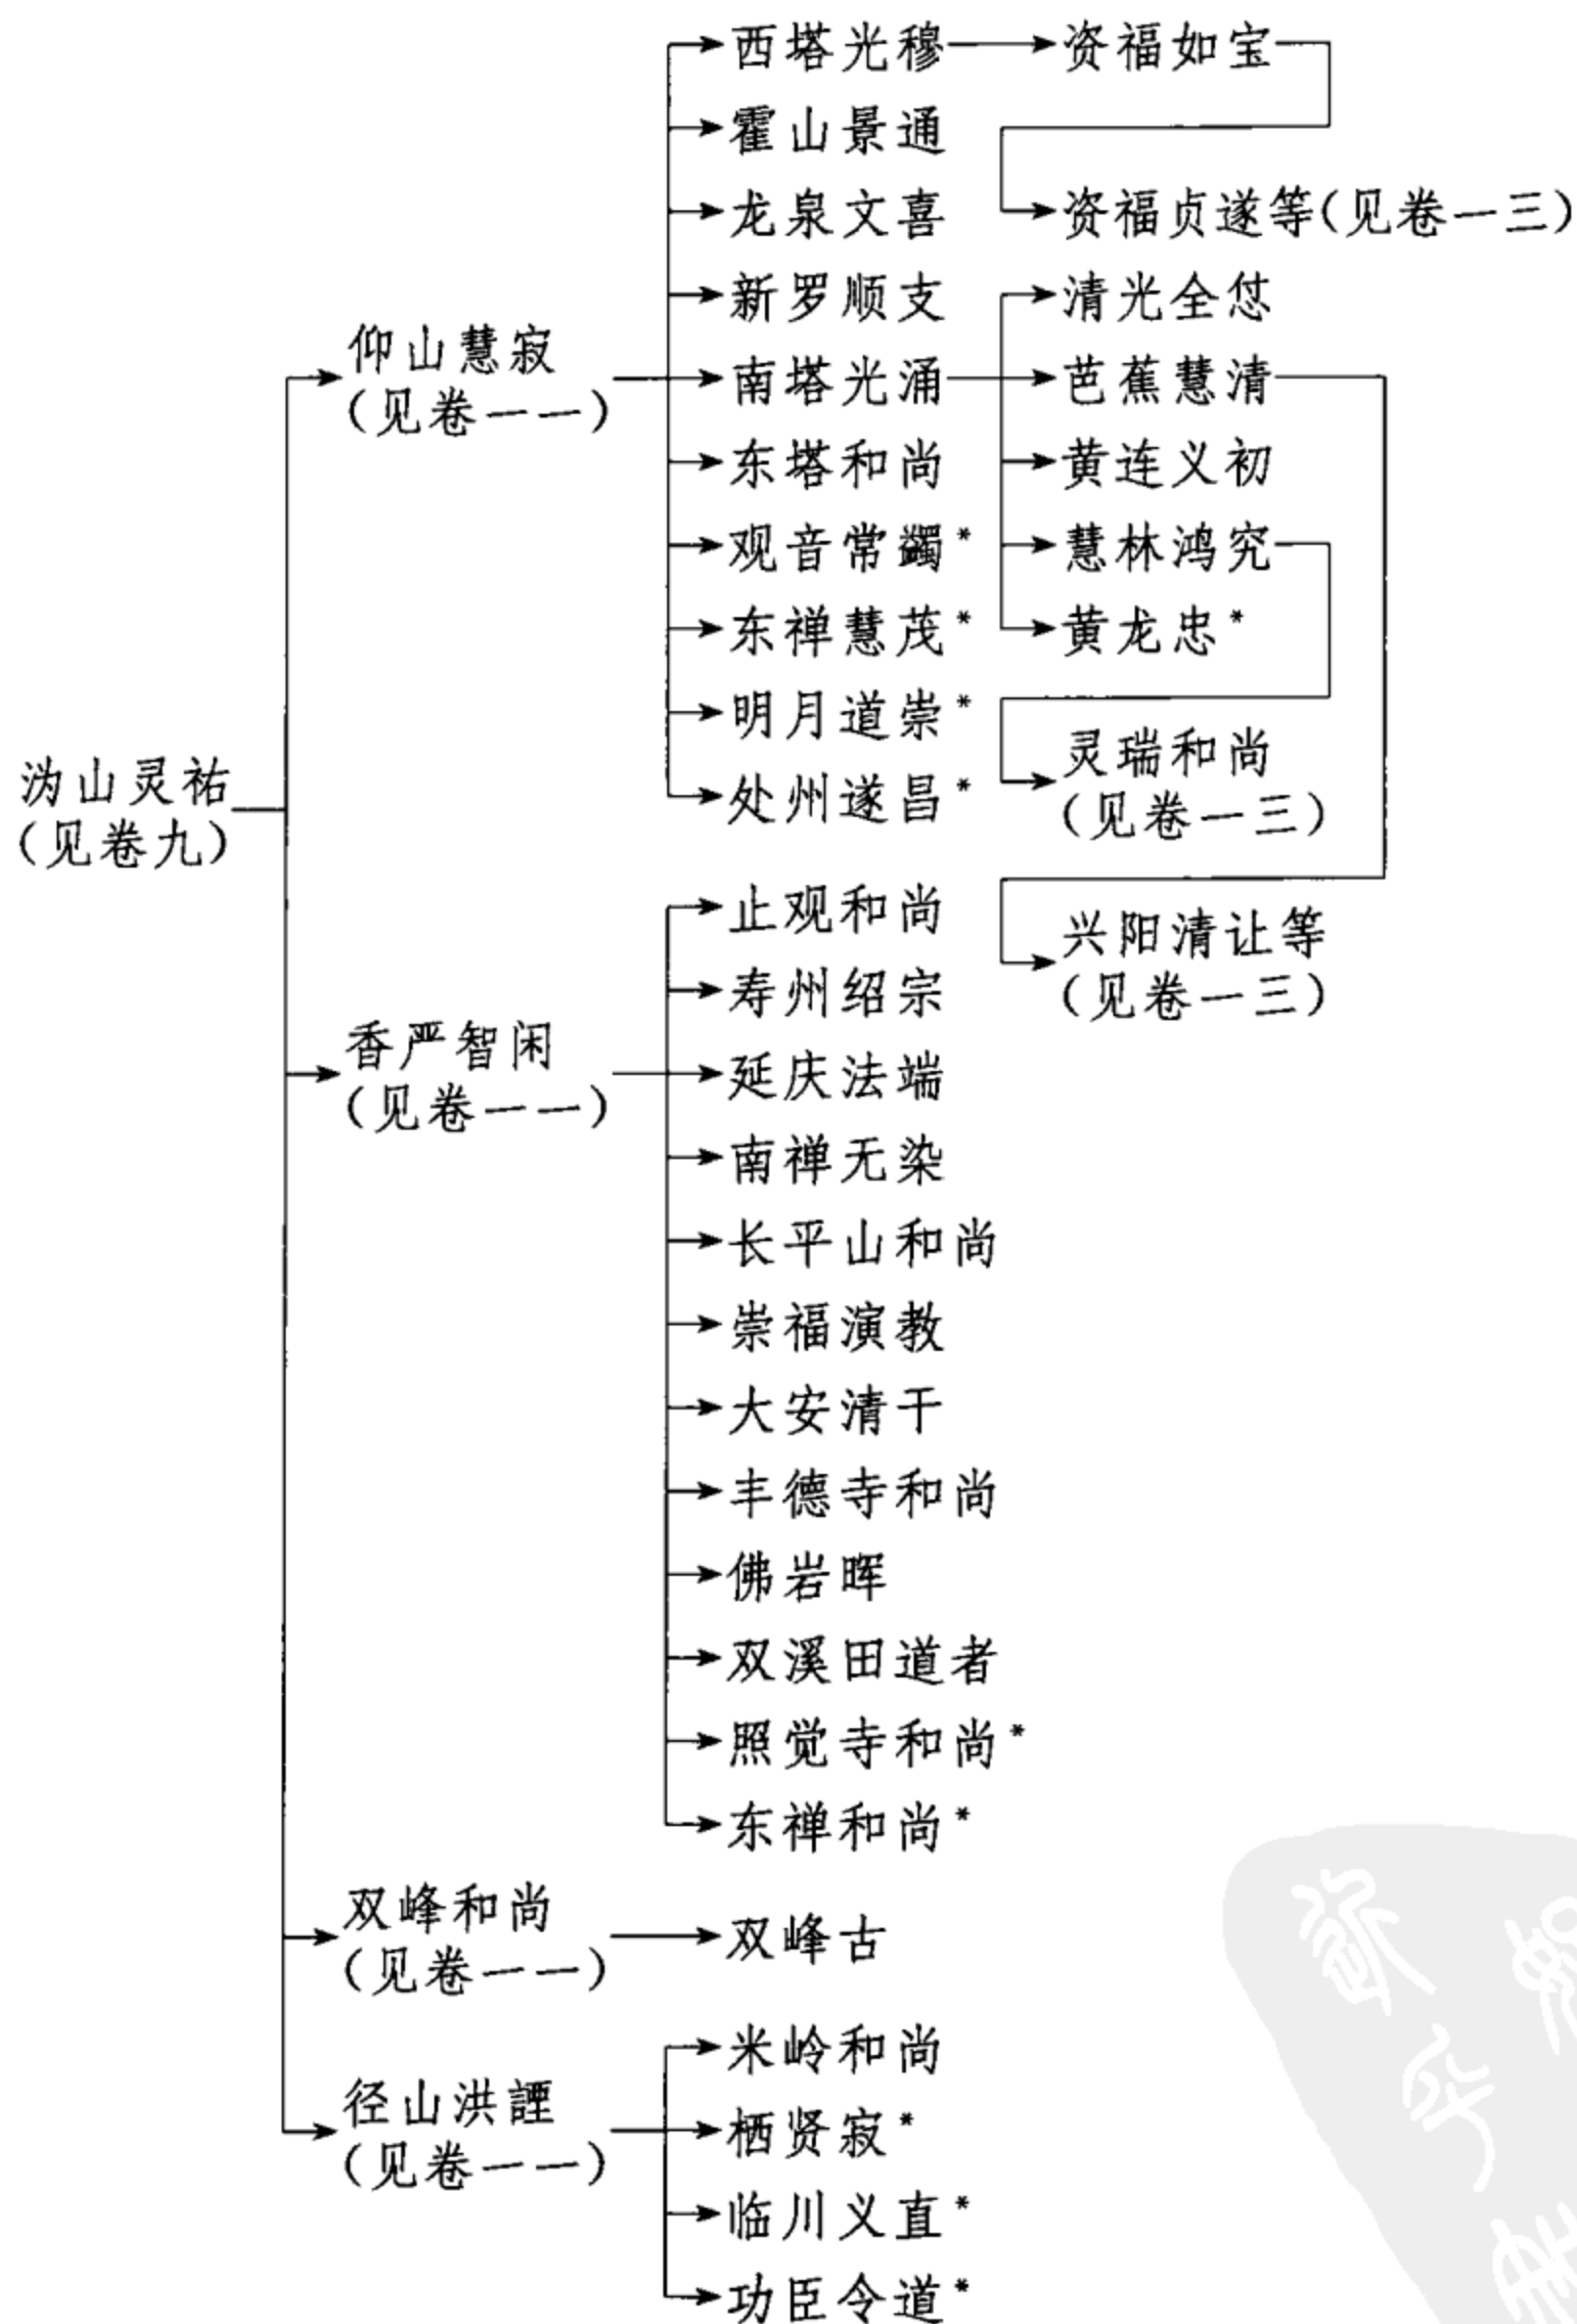 沩山灵祐
（见卷九）
仰山慧寂
（见卷一一）
西塔光穆
资福如宝
资福贞邃等（见卷一三）
霍山景通
龙泉文喜
新罗顺支
南塔光涌
清光全怤
芭蕉慧清
黄连义初
慧林鸿究
黄龙忠*
灵瑞和尚
（见卷一三）
兴阳清让等
（见卷一三）
东塔和尚
观音常蠲*
东禅慧茂*
明月道崇*
处州遂昌*
香严智闲
（见卷一一）
止观和尚
寿州绍宗
延庆法端
南禅无染
长平山和尚
崇福演教
大安清干
丰德寺和尚
佛岩晖
双溪田道者
照觉寺和尚*
东禅和尚*
双峰和尚
（见卷一一）
双峰古
径山洪諲
（见卷一一）
米岭和尚
栖贤寂*
临川义直*
功臣令道*